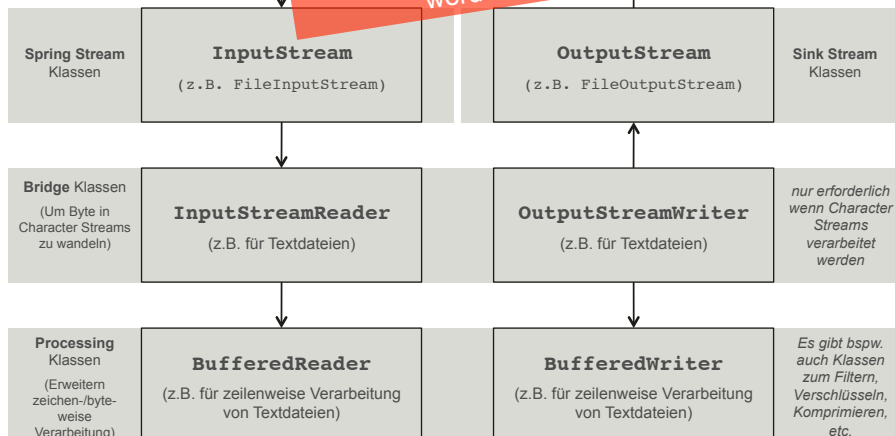 word
Spring Stream
Klassen
InputStream
(z.B. FileInputStream)
OutputStream
(z.B. FileOutputStream)
Sink Stream
Klassen
Bridge Klassen
(Um Byte in
Character Streams
zu wandeln)
InputStreamReader
(z.B. für Textdateien)
OutputStreamWriter
(z.B. für Textdateien)
nur erforderlich
wenn Character
Streams
verarbeitet
werden
Processing
Klassen
(Erweitern
zeichen-/byte-
weise
Verarbeitung)
BufferedReader
(z.B. für zeilenweise Verarbeitung
von Textdateien)
BufferedWriter
(z.B. für zeilenweise Verarbeitung
von Textdateien)
Es gibt bspw.
auch Klassen
zum Filtern,
Verschlüsseln,
Komprimieren,
etc.